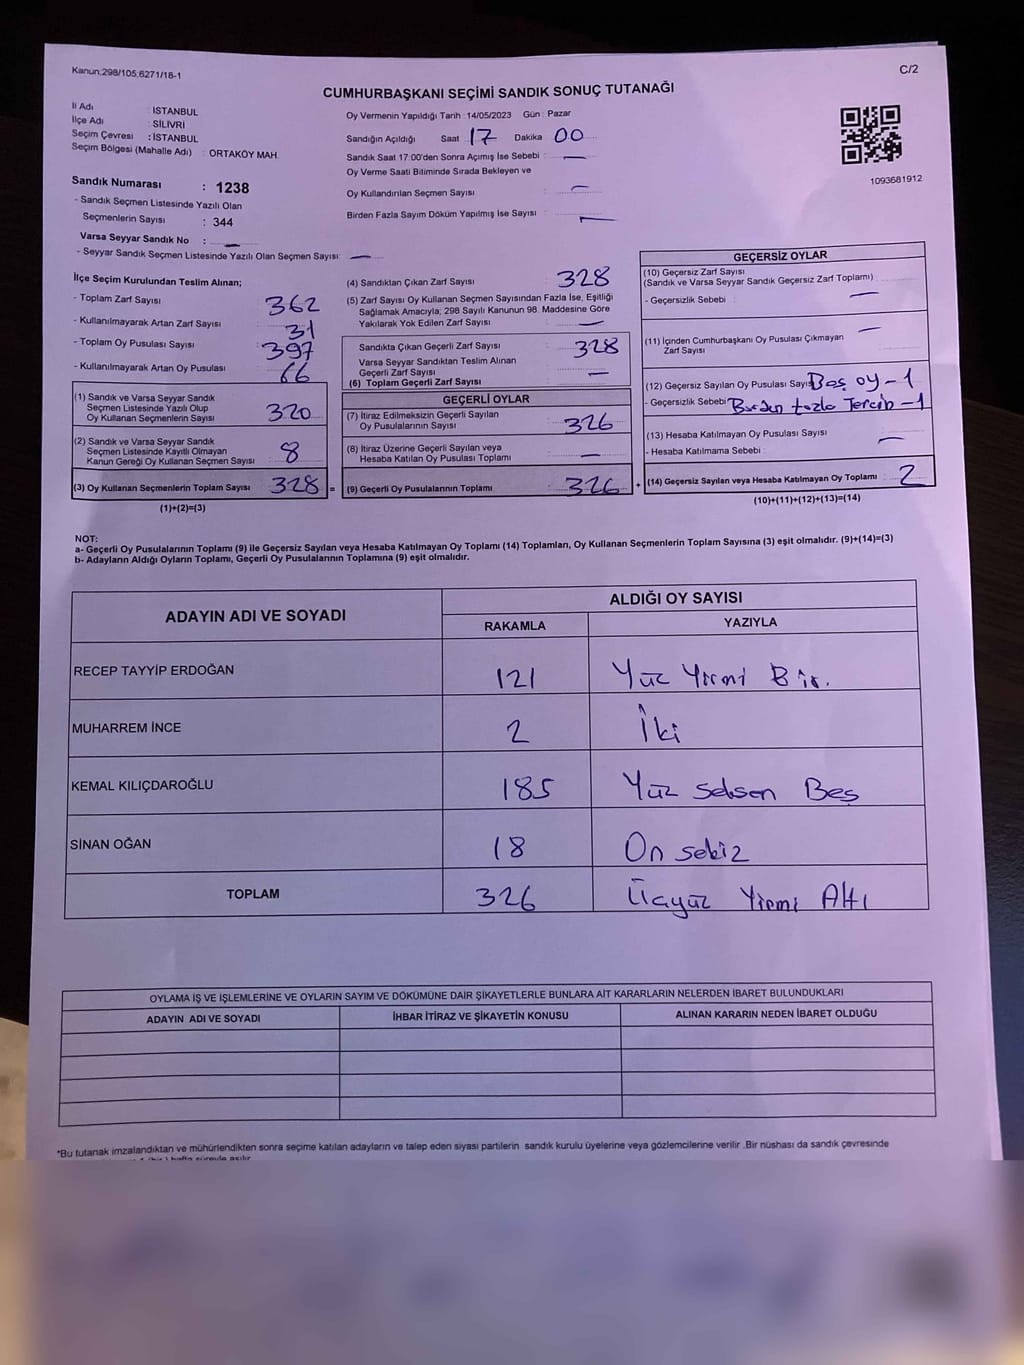 Kanun;298/105,6271/18-1
C/2
CUMHURBAŞKANI SEÇİMİ SANDIK SONUÇ TUTANAĞI
İl Adı : İSTANBUL
İlçe Adı : SİLİVRİ
Seçim Çevresi : İSTANBUL
Seçim Bölgesi (Mahalle Adı) : ORTAKÖY MAH
Sandık Numarası : 1238
- Sandık Seçmen Listesinde Yazılı Olan
Seçmenlerin Sayısı : 344
Varsa Seyyar Sandık No : —
- Seyyar Sandık Seçmen Listesinde Yazılı Olan Seçmen Sayısı: —
Oy Vermenin Yapıldığı Tarih : 14/05/2023 Gün : Pazar
Sandığın Açıldığı Saat 17 Dakika 00
Sandık Saat 17:00'den Sonra Açımış İse Sebebi : —
Oy Verme Saati Bitiminde Sırada Bekleyen ve
Oy Kullandırılan Seçmen Sayısı : —
Birden Fazla Sayım Döküm Yapılmış İse Sayısı : —
1093681912
İlçe Seçim Kurulundan Teslim Alınan;
- Toplam Zarf Sayısı 362
- Kullanılmayarak Artan Zarf Sayısı 31
- Toplam Oy Pusulası Sayısı 397
- Kullanılmayarak Artan Oy Pusulası 66
(1) Sandık ve Varsa Seyyar Sandık
Seçmen Listesinde Yazılı Olup
Oy Kullanan Seçmenlerin Sayısı 320
(2) Sandık ve Varsa Seyyar Sandık
Seçmen Listesinde Kayıtlı Olmayan
Kanun Gereği Oy Kullanan Seçmen Sayısı 8
(3) Oy Kullanan Seçmenlerin Toplam Sayısı 328 =
(1)+(2)=(3)
(4) Sandıktan Çıkan Zarf Sayısı 328
(5) Zarf Sayısı Oy Kullanan Seçmen Sayısından Fazla İse, Eşitliği
Sağlamak Amacıyla; 298 Sayılı Kanunun 98. Maddesine Göre
Yakılarak Yok Edilen Zarf Sayısı : —
Sandıkta Çıkan Geçerli Zarf Sayısı 328
Varsa Seyyar Sandıktan Teslim Alınan
Geçerli Zarf Sayısı —
(6) Toplam Geçerli Zarf Sayısı
GEÇERLİ OYLAR
(7) İtiraz Edilmeksizin Geçerli Sayılan
Oy Pusulalarının Sayısı 326
(8) İtiraz Üzerine Geçerli Sayılan veya
Hesaba Katılan Oy Pusulası Toplamı —
(9) Geçerli Oy Pusulalarının Toplamı 326 +
GEÇERSİZ OYLAR
(10) Geçersiz Zarf Sayısı
(Sandık ve Varsa Seyyar Sandık Geçersiz Zarf Toplamı)
- Geçersizlik Sebebi : —
(11) İçinden Cumhurbaşkanı Oy Pusulası Çıkmayan —
Zarf Sayısı
(12) Geçersiz Sayılan Oy Pusulası Sayıs Boş oy - 1
- Geçersizlik Sebebi Birden fazla Tercih - 1
(13) Hesaba Katılmayan Oy Pusulası Sayısı : —
- Hesaba Katılmama Sebebi :
(14) Geçersiz Sayılan veya Hesaba Katılmayan Oy Toplamı 2
(10)+(11)+(12)+(13)=(14)
NOT:
a- Geçerli Oy Pusulalarının Toplamı (9) ile Geçersiz Sayılan veya Hesaba Katılmayan Oy Toplamı (14) Toplamları, Oy Kullanan Seçmenlerin Toplam Sayısına (3) eşit olmalıdır. (9)+(14)=(3)
b- Adayların Aldığı Oyların Toplamı, Geçerli Oy Pusulalarının Toplamına (9) eşit olmalıdır.
ADAYIN ADI VE SOYADI
ALDIĞI OY SAYISI
RAKAMLA YAZIYLA
RECEP TAYYİP ERDOĞAN 121 Yüz Yirmi Bir.
MUHARREM İNCE 2 İki
KEMAL KILIÇDAROĞLU 185 Yüz seksen Beş
SİNAN OĞAN 18 On sekiz
TOPLAM 326 Üçyüz Yirmi Altı
OYLAMA İŞ VE İŞLEMLERİNE VE OYLARIN SAYIM VE DÖKÜMÜNE DAİR ŞİKAYETLERLE BUNLARA AİT KARARLARIN NELERDEN İBARET BULUNDUKLARI
ADAYIN ADI VE SOYADI İHBAR İTİRAZ VE ŞİKAYETİN KONUSU ALINAN KARARIN NEDEN İBARET OLDUĞU
*Bu tutanak imzalandıktan ve mühürlendikten sonra seçime katılan adayların ve talep eden siyasi partilerin sandık kurulu üyelerine veya gözlemcilerine verilir .Bir nüshası da sandık çevresinde